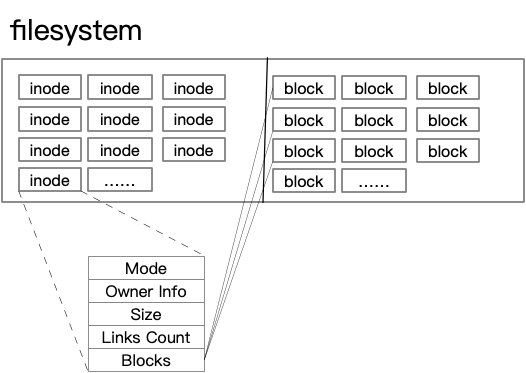 filesystem
inode inode inode block block block
inode inode inode block block block
inode inode inode block block block
inode ...... block ......
Mode
Owner Info
Size
Links Count
Blocks